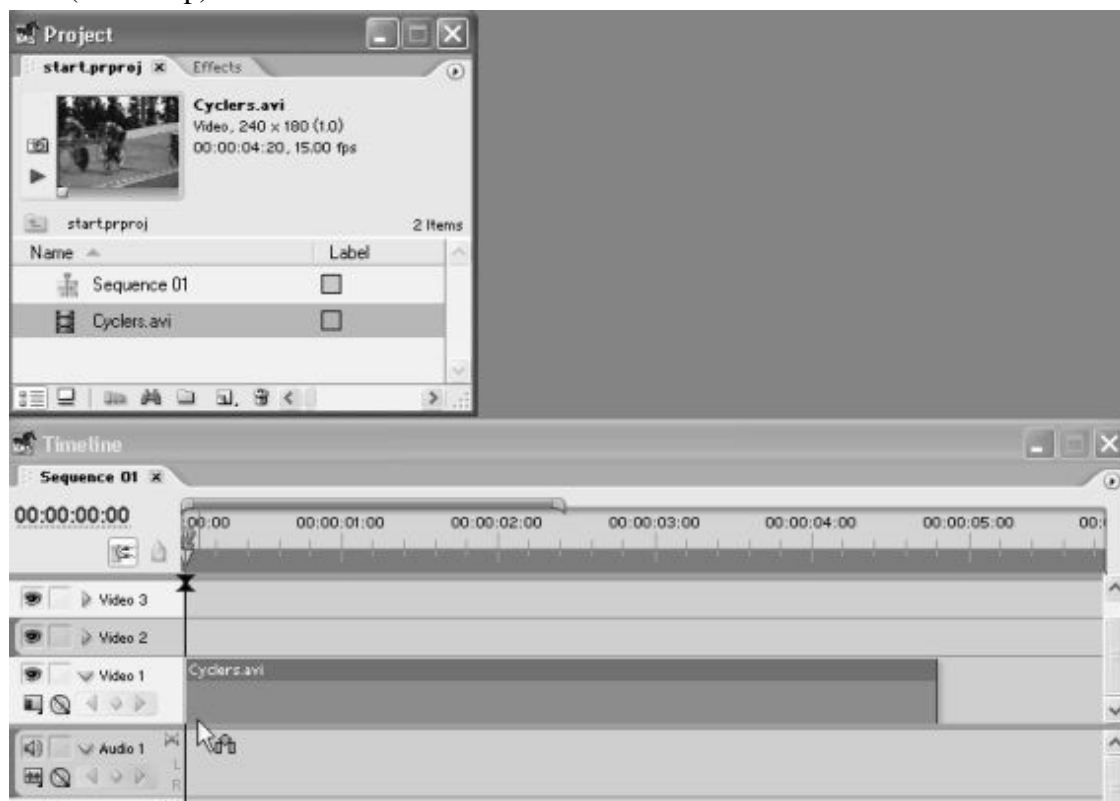 Project
start.prproj Effects
Cyclers.avi
Video, 240 x 180 (1.0)
00:00:04:20, 15.00 fps
start.prproj 2 Items
Name Label
Sequence 01
Cyclers.avi
Timeline
Sequence 01
00:00:00:00
00:00 00:00:01:00 00:00:02:00 00:00:03:00 00:00:04:00 00:00:05:00
Video 3
Video 2
Video 1 Cyclers.avi
Audio 1
L
R